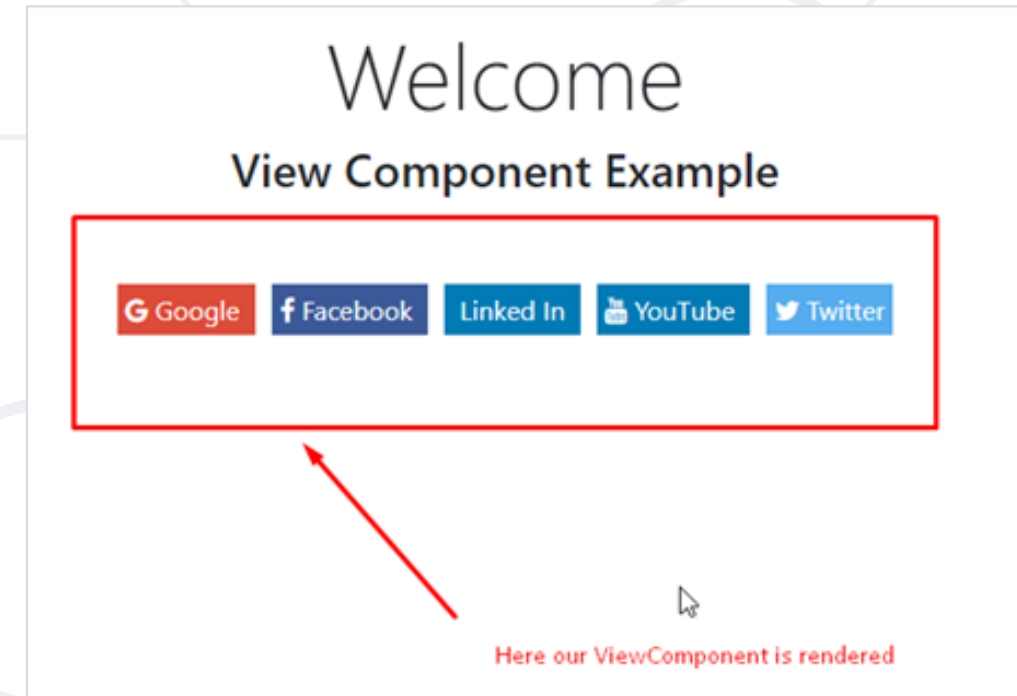 Welcome
View Component Example
Google Facebook Linked In YouTube Twitter
Here our ViewComponent is rendered